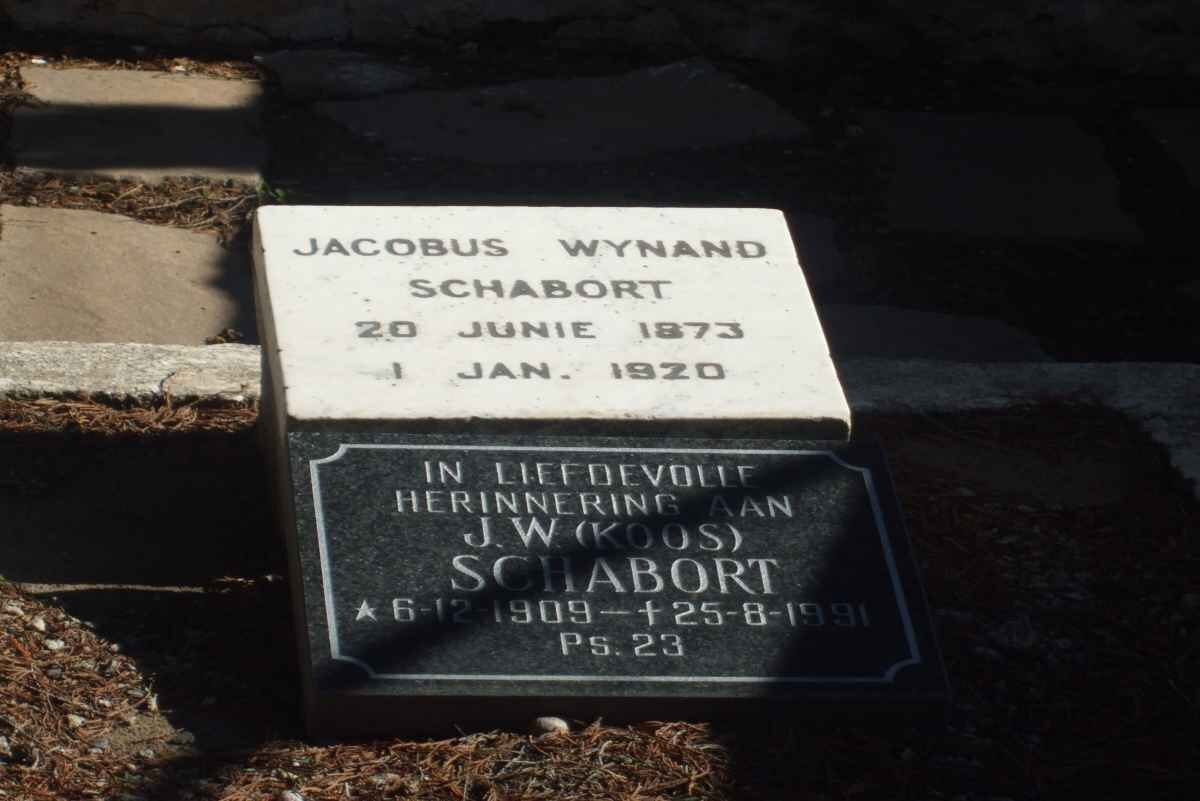 JACOBUS WYNAND
SCHABORT
20 JUNIE 1873
1 JAN. 1920
IN LIEFDEVOLLE
HERINNERING AAN
J.W. (KOOS)
SCHABORT
★ 6-12-1909 — † 25-8-1991
Ps. 23